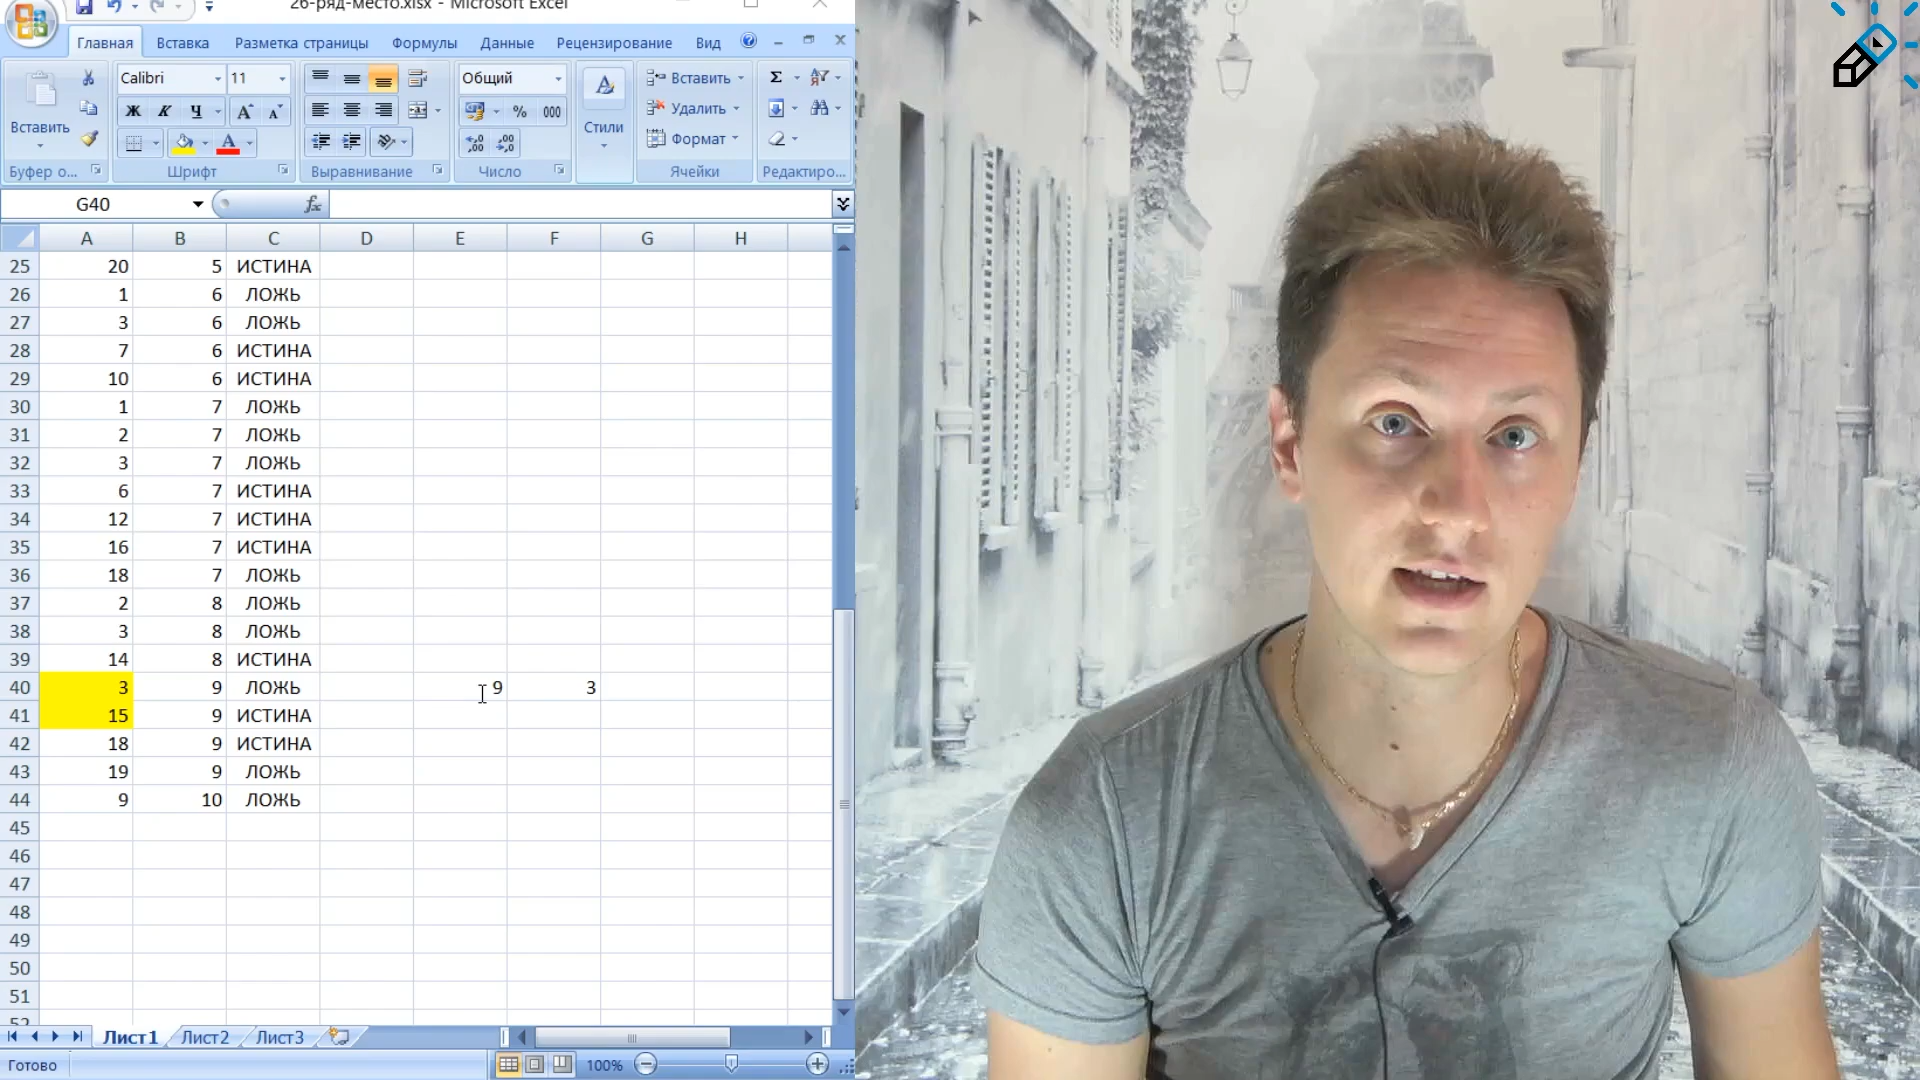 26-ряд-место.xlsx - Microsoft Excel
Главная Вставка Разметка страницы Формулы Данные Рецензирование Вид
Calibri 11 Общий Σ Вставить
Ж К Ч А А % 000 Удалить
Вставить Стили Формат
Буфер о... Шрифт Выравнивание Число Ячейки Редактиро...
G40 fx
A B C D E F G H
25 20 5 ИСТИНА
26 1 6 ЛОЖЬ
27 3 6 ЛОЖЬ
28 7 6 ИСТИНА
29 10 6 ИСТИНА
30 1 7 ЛОЖЬ
31 2 7 ЛОЖЬ
32 3 7 ЛОЖЬ
33 6 7 ИСТИНА
34 12 7 ИСТИНА
35 16 7 ИСТИНА
36 18 7 ЛОЖЬ
37 2 8 ЛОЖЬ
38 3 8 ЛОЖЬ
39 14 8 ИСТИНА
40 3 9 ЛОЖЬ 9 3
41 15 9 ИСТИНА
42 18 9 ИСТИНА
43 19 9 ЛОЖЬ
44 9 10 ЛОЖЬ
45
46
47
48
49
50
51
52
Лист1 Лист2 Лист3
Готово 100%